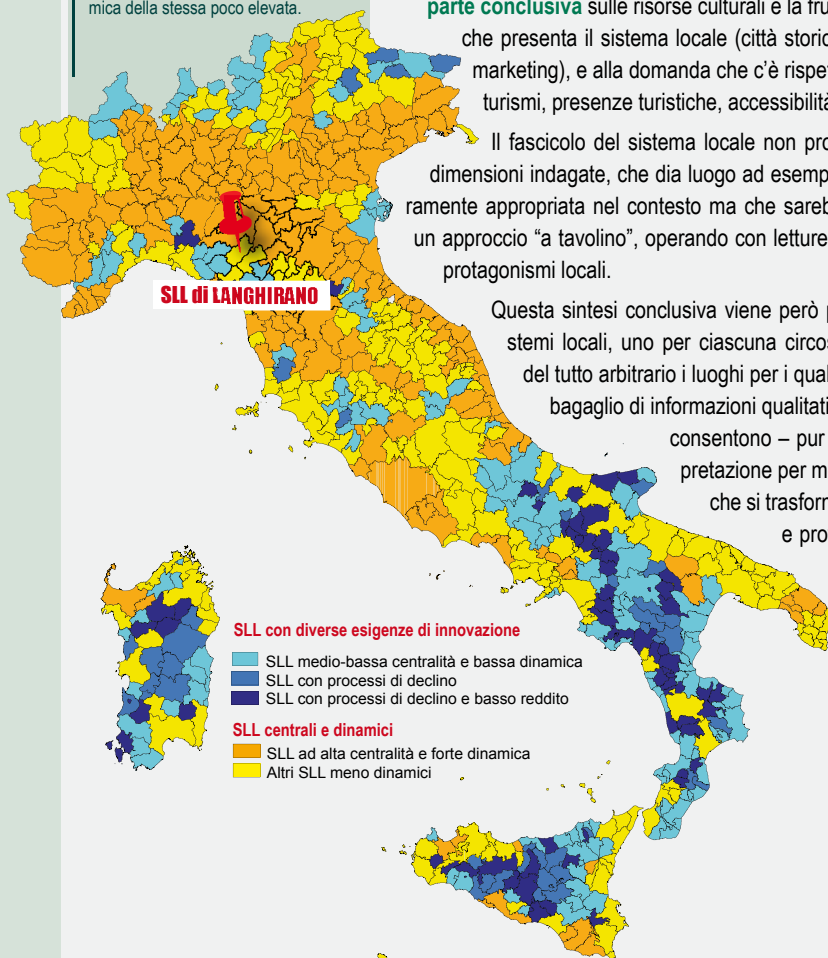 mica della stessa poco elevata.
parte conclusiva sulle risorse culturali e la fru
che presenta il sistema locale (città storic
marketing), e alla domanda che c'è rispe
turismi, presenze turistiche, accessibilità
Il fascicolo del sistema locale non pro
dimensioni indagate, che dia luogo ad esemp
ramente appropriata nel contesto ma che sareb
un approccio “a tavolino”, operando con letture
protagonismi locali.
Questa sintesi conclusiva viene però p
stemi locali, uno per ciascuna circos
del tutto arbitrario i luoghi per i qual
bagaglio di informazioni qualitati
consentono – pur
pretazione per m
che si trasforn
e pro
SLL di LANGHIRANO
SLL con diverse esigenze di innovazione
SLL medio-bassa centralità e bassa dinamica
SLL con processi di declino
SLL con processi di declino e basso reddito
SLL centrali e dinamici
SLL ad alta centralità e forte dinamica
Altri SLL meno dinamici